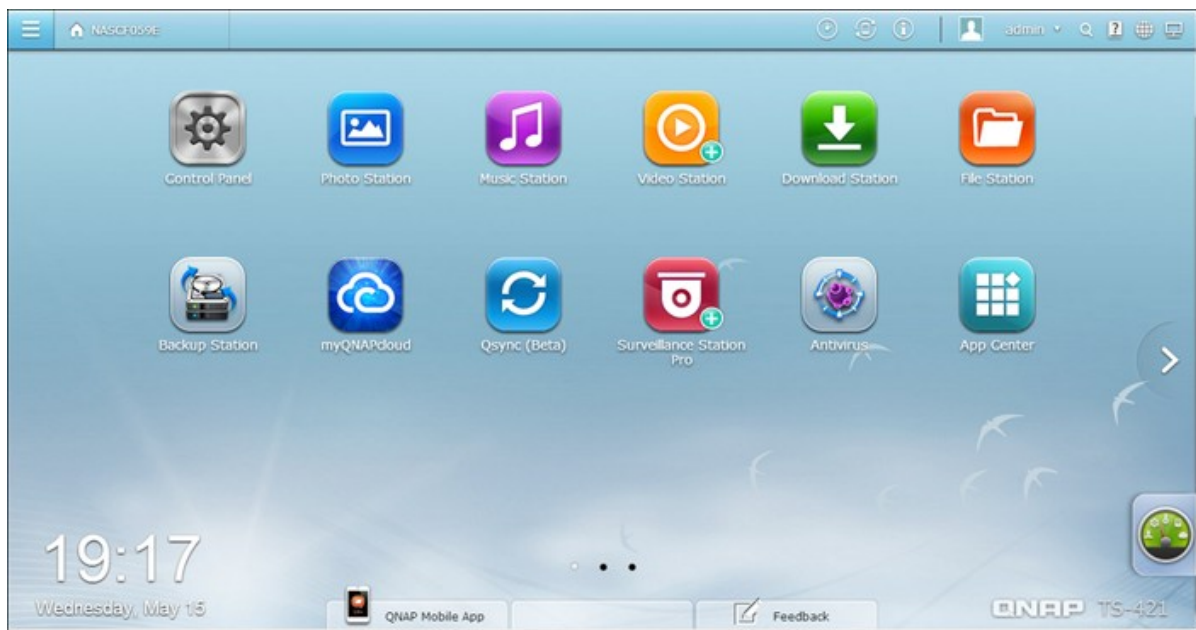 NASCF059E
admin
?
Control Panel
Photo Station
Music Station
Video Station
Download Station
File Station
Backup Station
myQNAPcloud
Qsync (Beta)
Surveillance Station
Pro
Antivirus
App Center
19:17
Wednesday, May 15
QNAP Mobile App
Feedback
QNAP TS-421